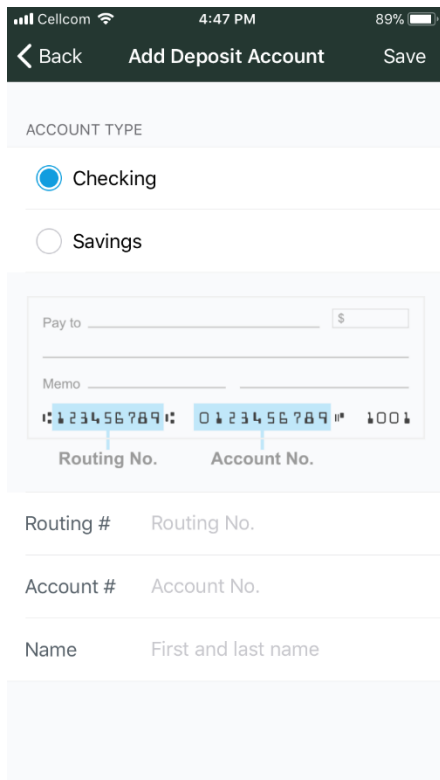 Cellcom 4:47 PM 89%
Back Add Deposit Account Save
ACCOUNT TYPE
Checking
Savings
Pay to $
Memo
⑆123456789⑆ 0123456789⑈ 1001
Routing No. Account No.
Routing # Routing No.
Account # Account No.
Name First and last name